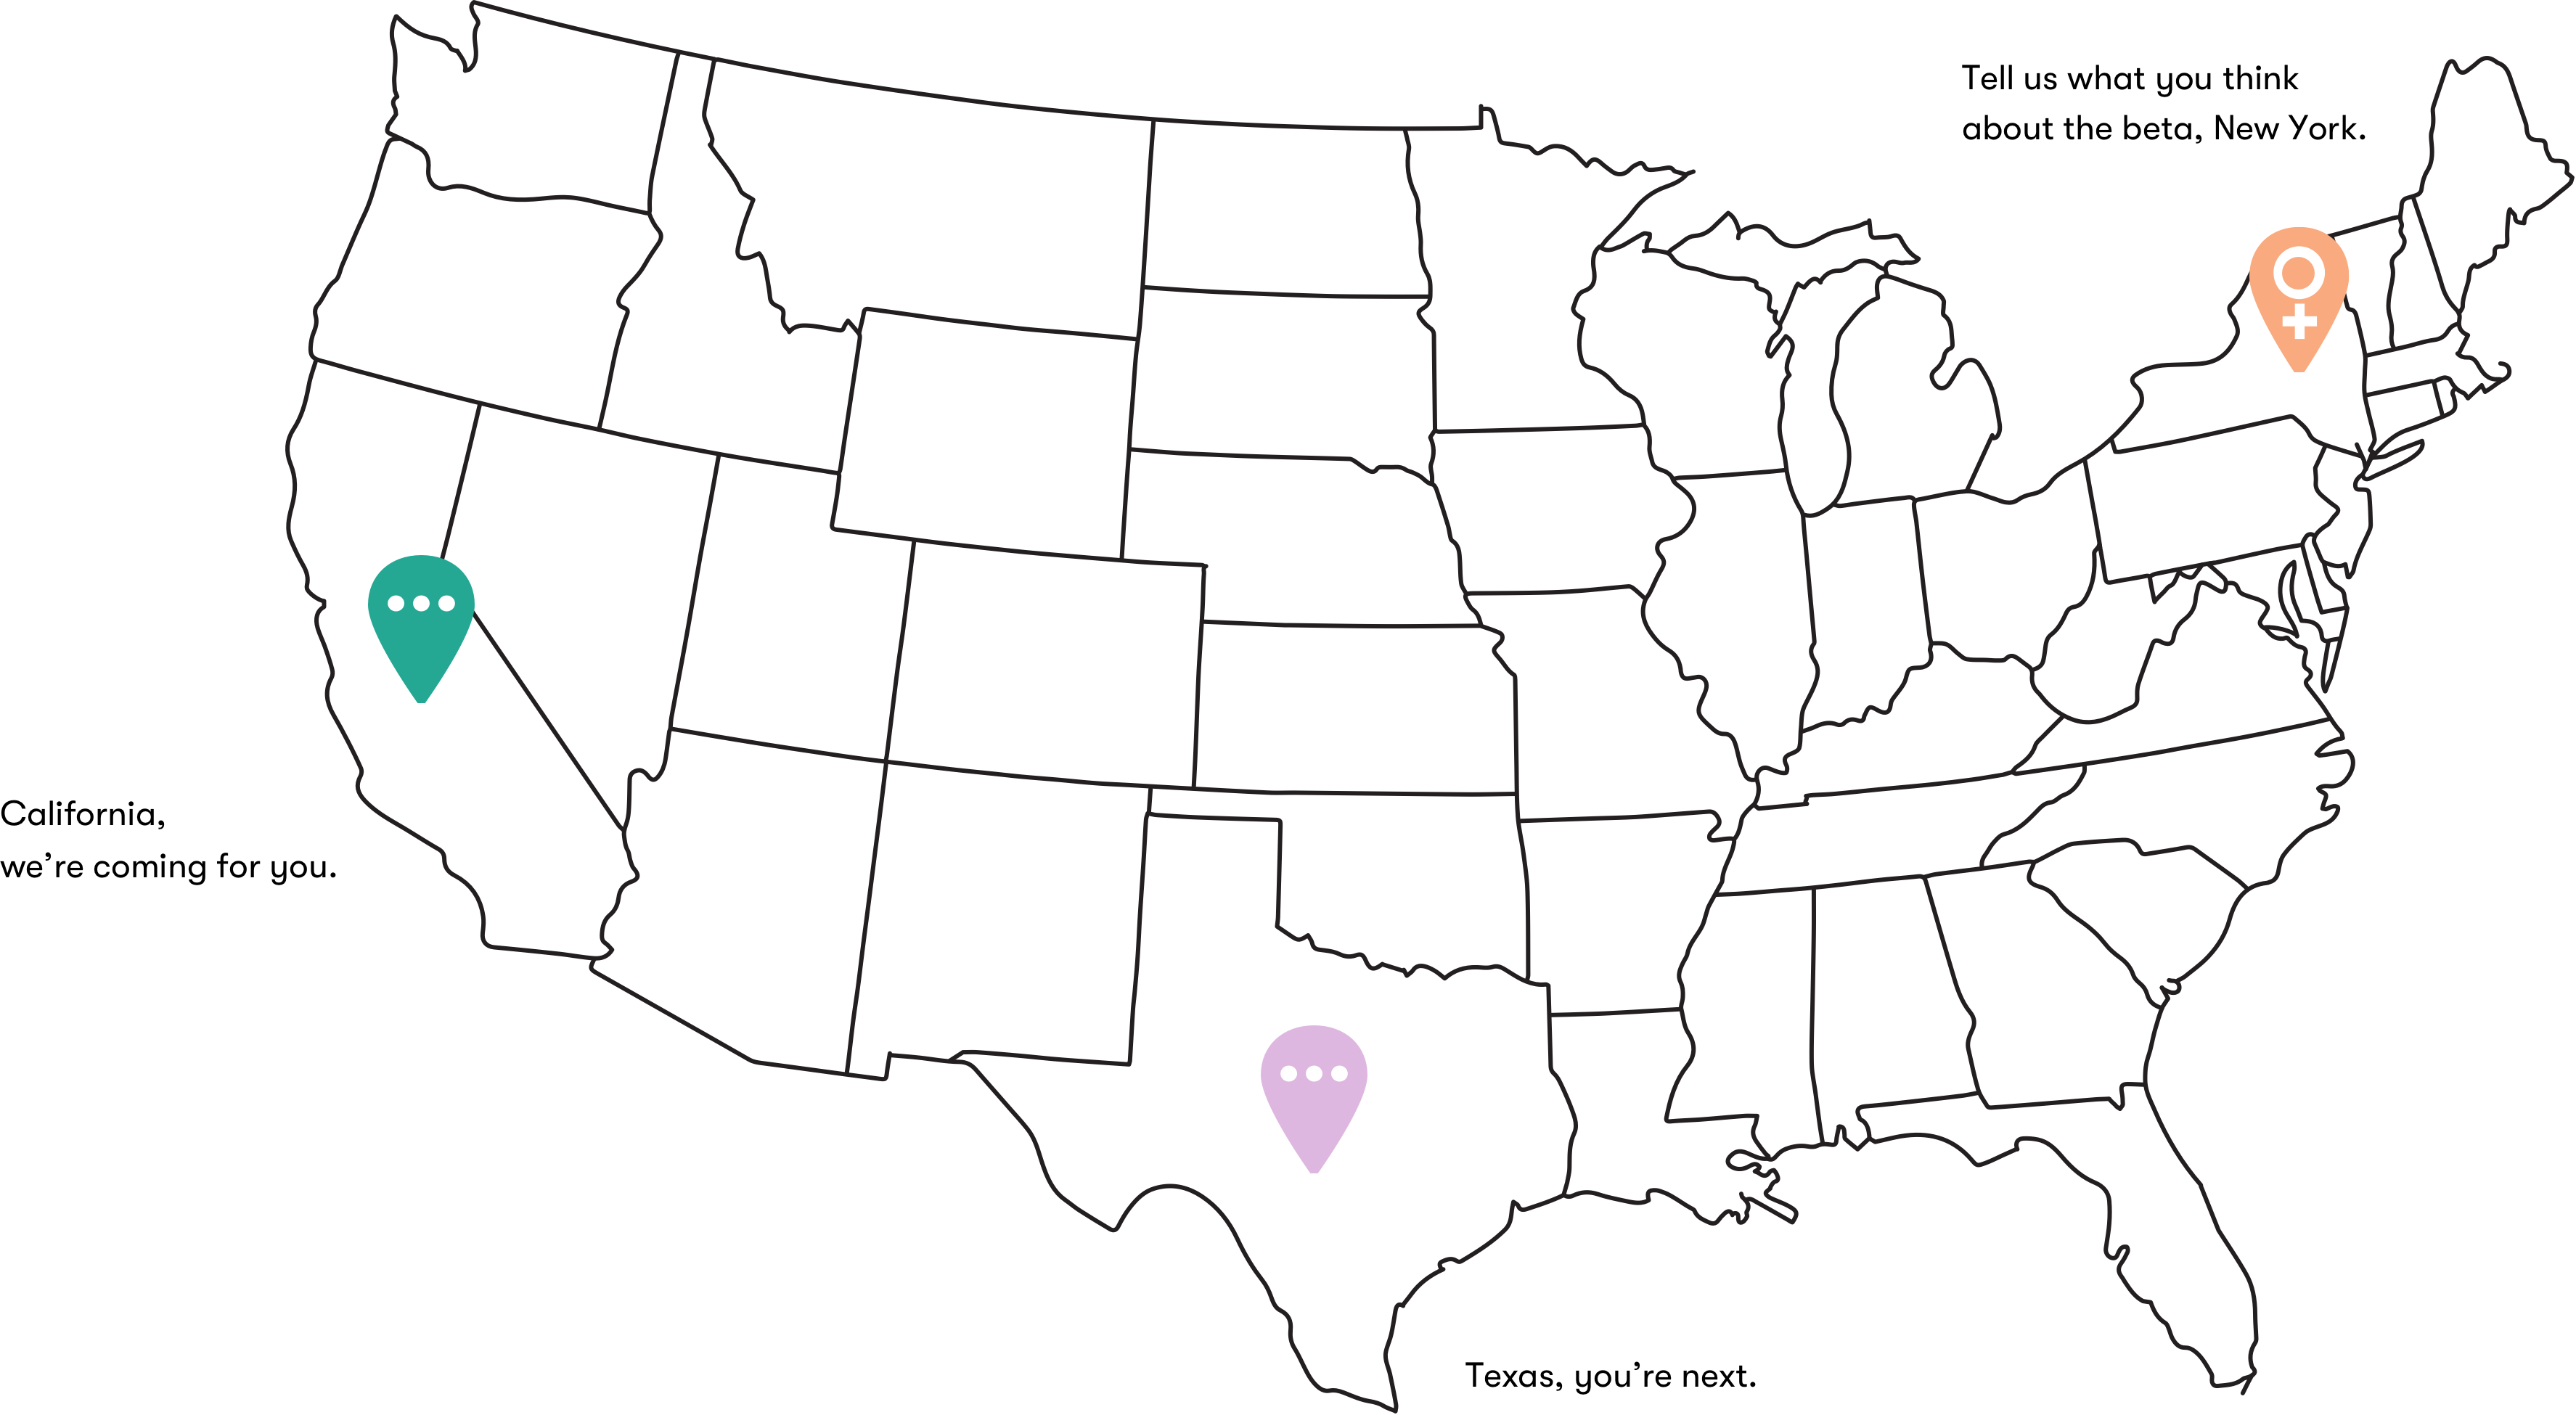 Tell us what you think
about the beta, New York.
California,
we’re coming for you.
Texas, you’re next.